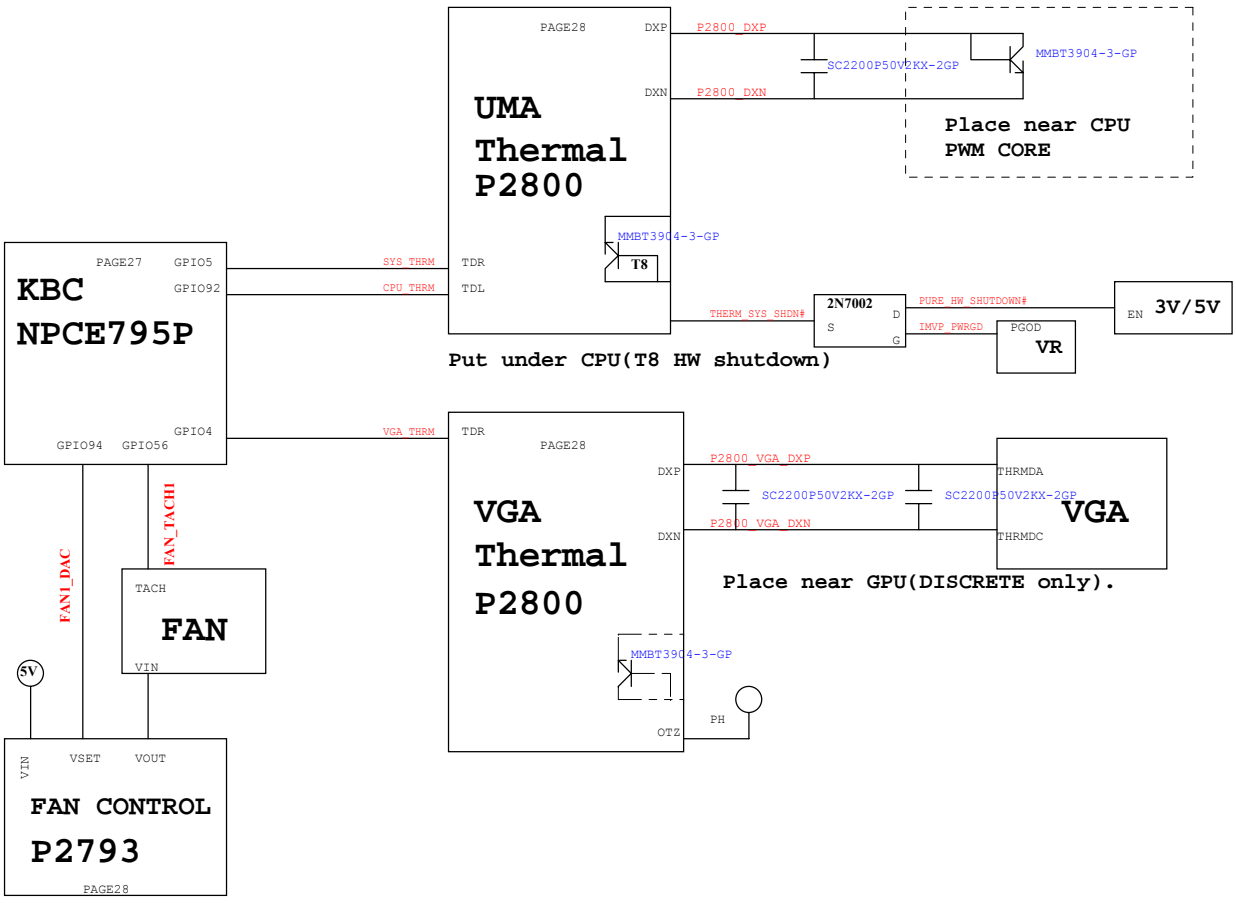 PAGE28
DXP
P2800_DXP
SC2200P50V2KX-2GP
MMBT3904-3-GP
DXN
P2800_DXN
UMA
Thermal
P2800
Place near CPU
PWM CORE
MMBT3904-3-GP
T8
PAGE27
GPIO5
SYS_THRM
TDR
KBC
NPCE795P
GPIO92
CPU_THRM
TDL
THERM_SYS_SHDN#
2N7002
S
D
G
PURE_HW_SHUTDOWN#
IMVP_PWRGD
PGOD
VR
EN
3V/5V
Put under CPU(T8 HW shutdown)
GPIO94
GPIO56
GPIO4
VGA_THRM
TDR
PAGE28
DXP
P2800_VGA_DXP
THRMDA
SC2200P50V2KX-2GP
SC2200P50V2KX-2GP
VGA
DXN
P2800_VGA_DXN
THRMDC
VGA
Thermal
P2800
Place near GPU(DISCRETE only).
MMBT3904-3-GP
OTZ
PH
FAN1_DAC
FAN_TACH1
TACH
FAN
VIN
5V
VIN
VSET
VOUT
FAN CONTROL
P2793
PAGE28